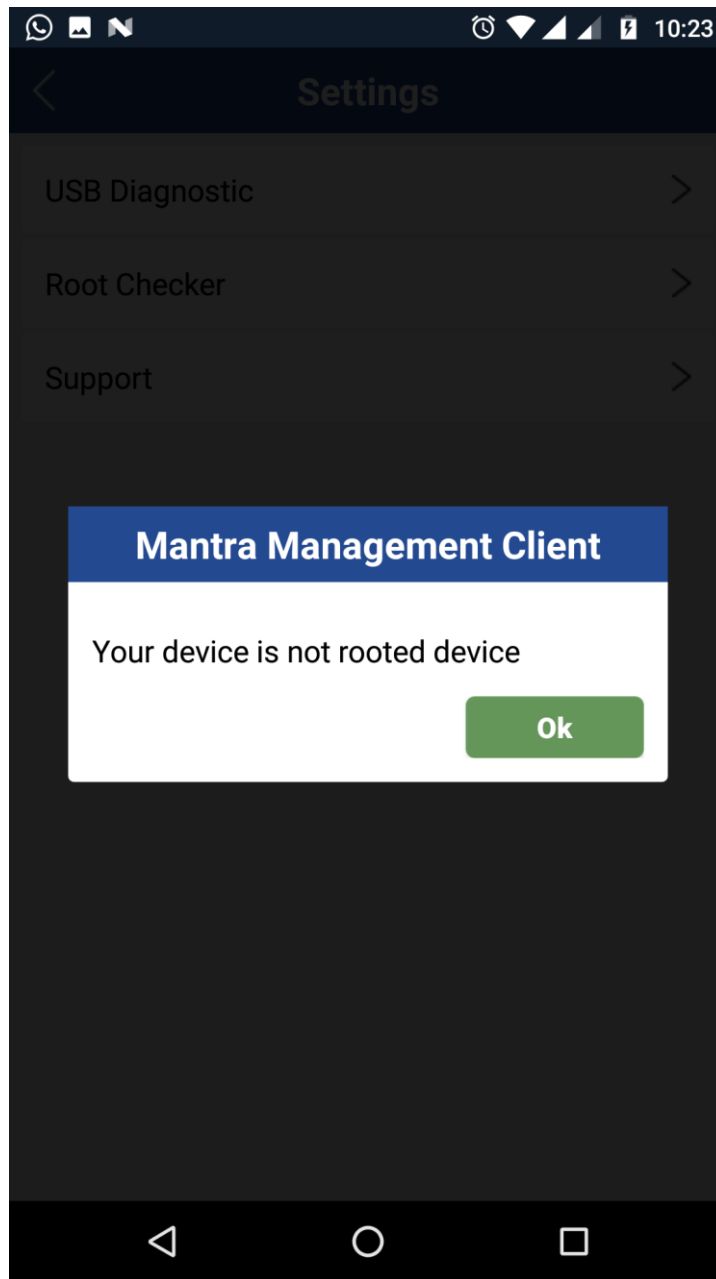 10:23
Settings
USB Diagnostic
Root Checker
Support
Mantra Management Client
Your device is not rooted device
Ok